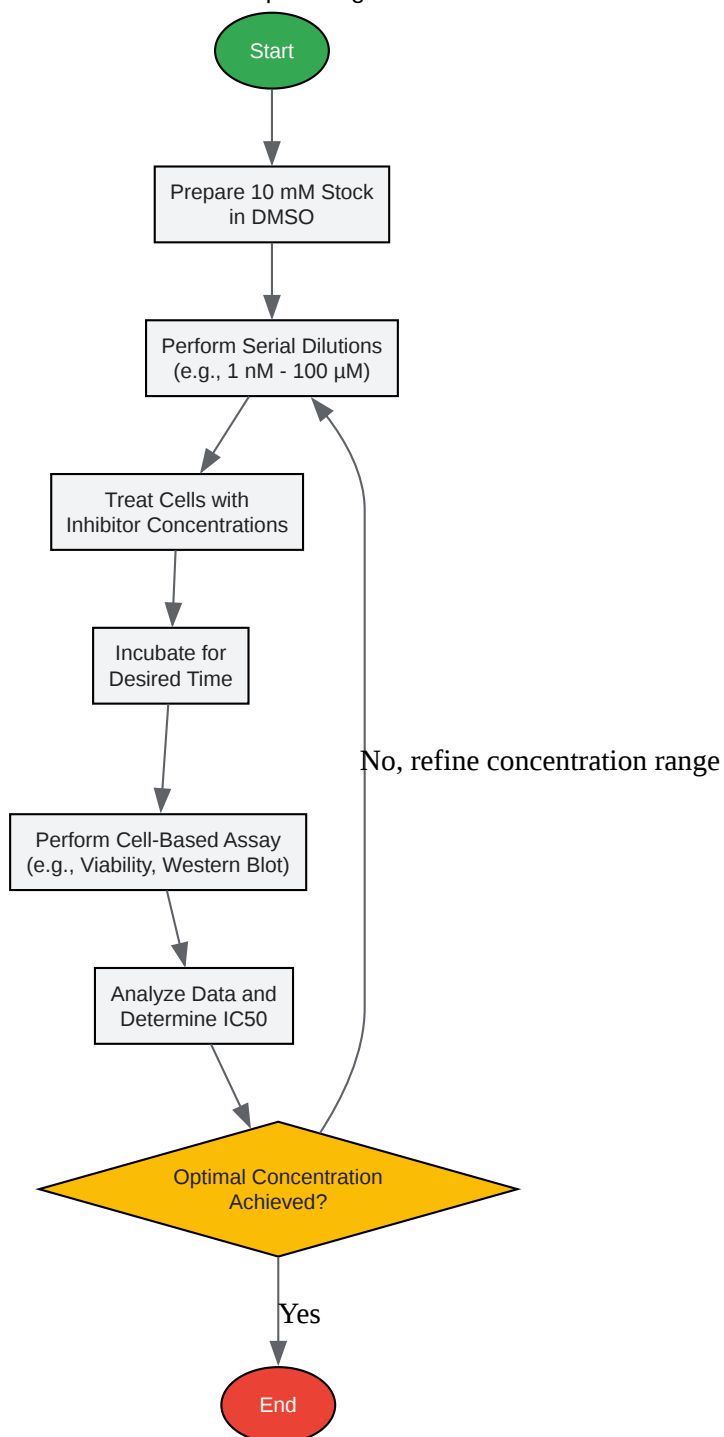 Start
Prepare 10 mM Stock
in DMSO
Perform Serial Dilutions
(e.g., 1 nM - 100 µM)
Treat Cells with
Inhibitor Concentrations
Incubate for
Desired Time
No, refine concentration range
Perform Cell-Based Assay
(e.g., Viability, Western Blot)
Analyze Data and
Determine IC50
Optimal Concentration
Achieved?
Yes
End